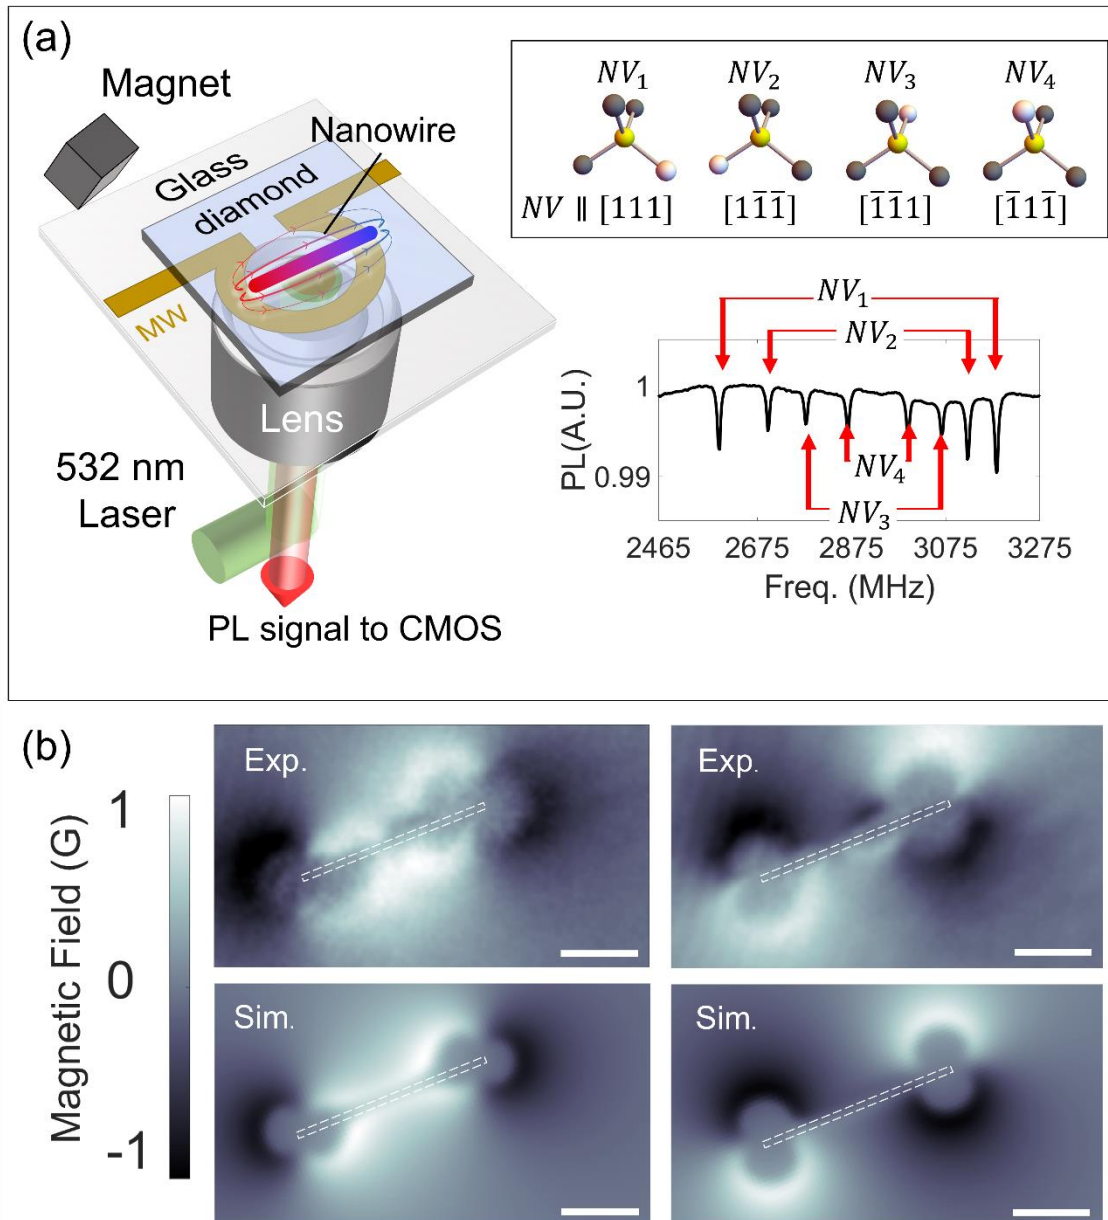 (a)
Magnet
Nanowire
Glass
diamond
MW
Lens
532 nm
Laser
PL signal to CMOS
NV₁ NV₂ NV₃ NV₄
NV ∥ [111] [11̅1̅] [1̅1̅1] [1̅11̅]
NV₁
NV₂
NV₄
NV₃
PL(A.U.)
1
0.99
2465 2675 2875 3075 3275
Freq. (MHz)
(b)
Magnetic Field (G)
1
0
-1
Exp.
Exp.
Sim.
Sim.